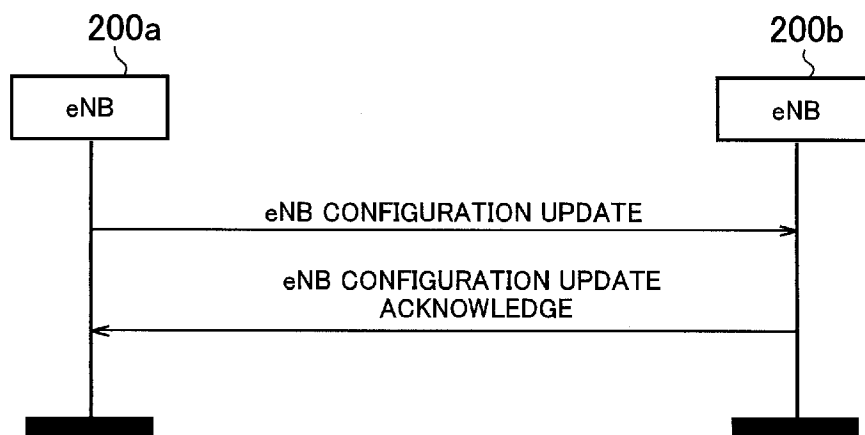 200a
200b
eNB
eNB
eNB CONFIGURATION UPDATE
eNB CONFIGURATION UPDATE
ACKNOWLEDGE